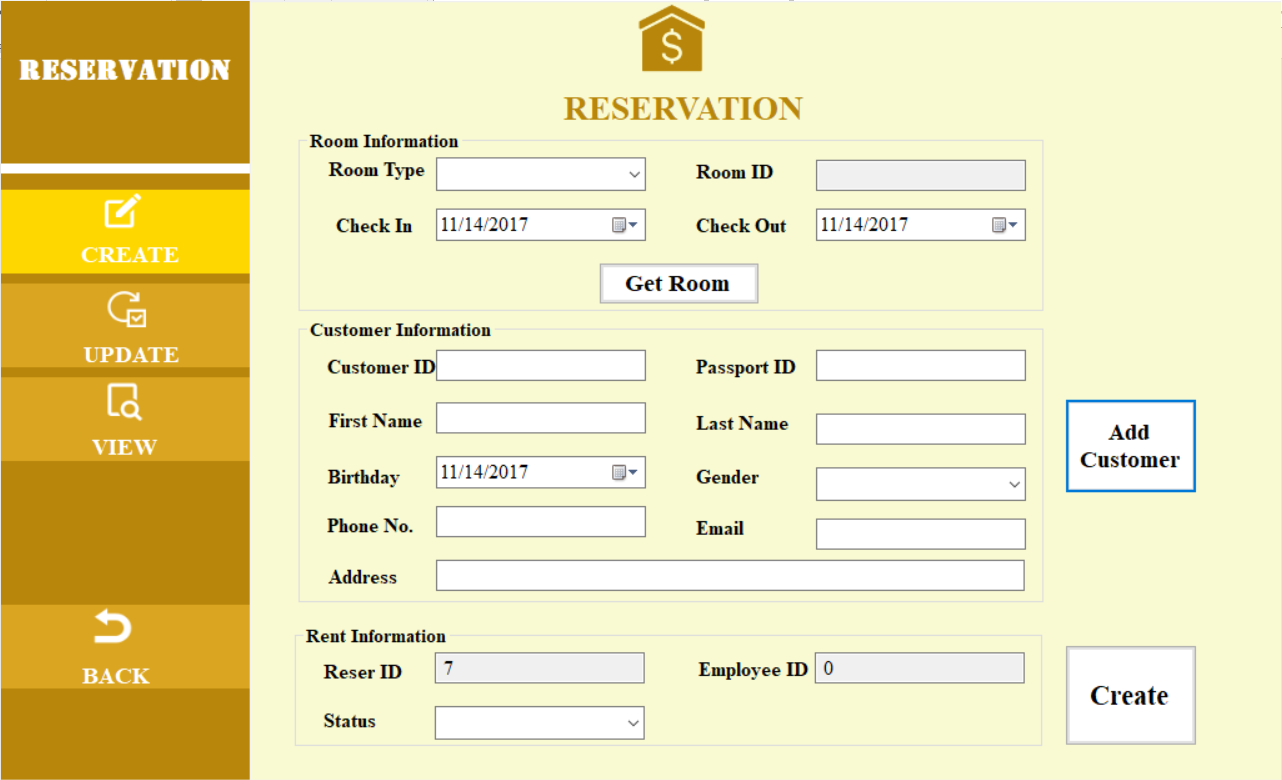 RESERVATION
CREATE
UPDATE
VIEW
BACK
$
RESERVATION
Room Information
Room Type
Room ID
Check In 11/14/2017
Check Out 11/14/2017
Get Room
Customer Information
Customer ID
Passport ID
First Name
Last Name
Birthday 11/14/2017
Gender
Phone No.
Email
Address
Add
Customer
Rent Information
Reser ID 7
Employee ID 0
Status
Create